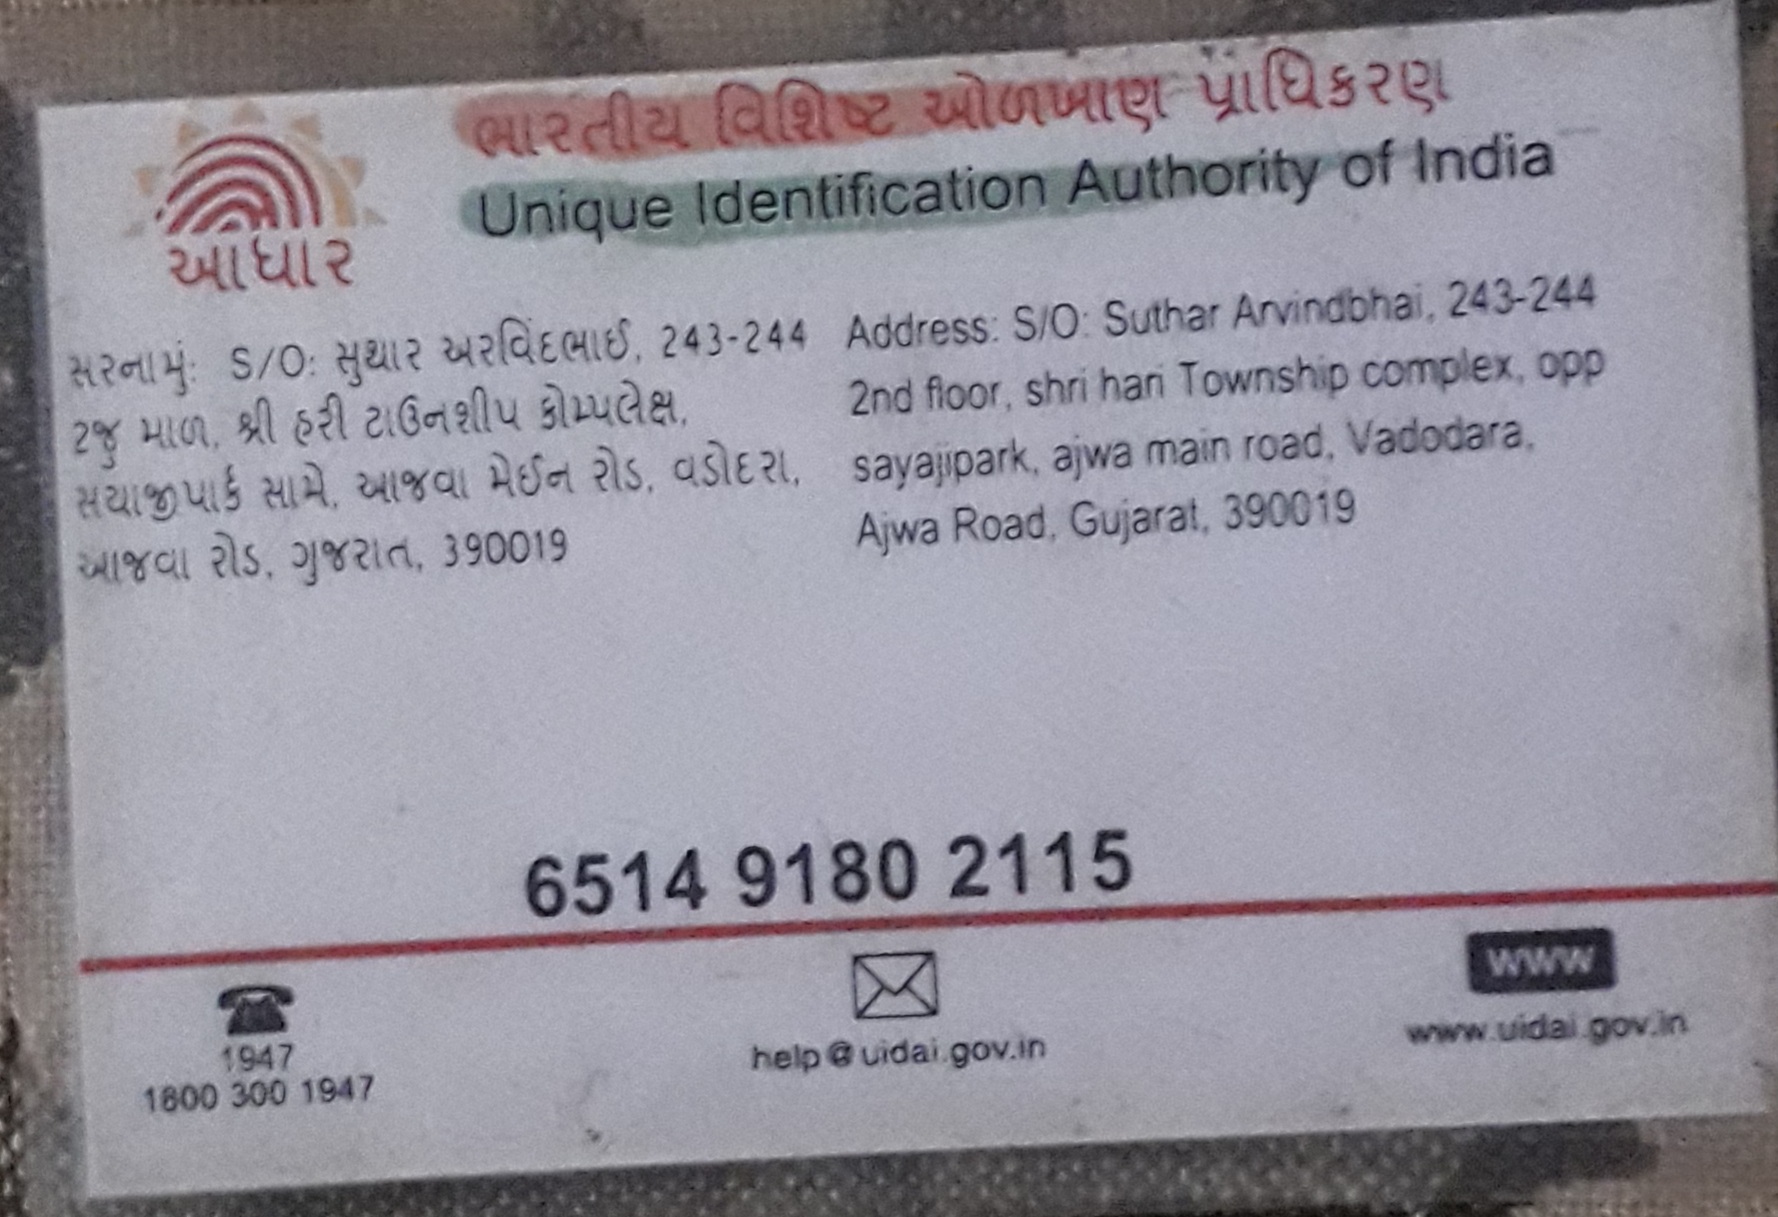 ભારતીય વિશિષ્ટ ઓળખાણ પ્રાધિકરણ
Unique Identification Authority of India
આધાર
સરનામું: S/O: સુથાર અરવિંદભાઈ, 243-244
૨જુ માળ, શ્રી હરી ટાઉનશીપ કોમ્પલેક્ષ,
સયાજીપાર્ક સામે, આજવા મેઈન રોડ, વડોદરા,
આજવા રોડ, ગુજરાત, 390019
Address: S/O: Suthar Arvindbhai, 243-244
2nd floor, shri hari Township complex, opp
sayajipark, ajwa main road, Vadodara,
Ajwa Road, Gujarat, 390019
6514 9180 2115
1947
1800 300 1947
help@uidai.gov.in
www
www.uidai.gov.in